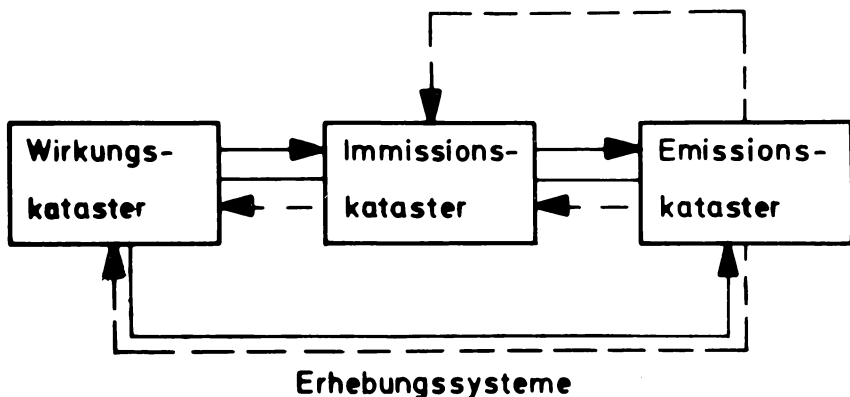 Wirkungs-
kataster
Immissions-
kataster
Emissions-
kataster
Erhebungssysteme